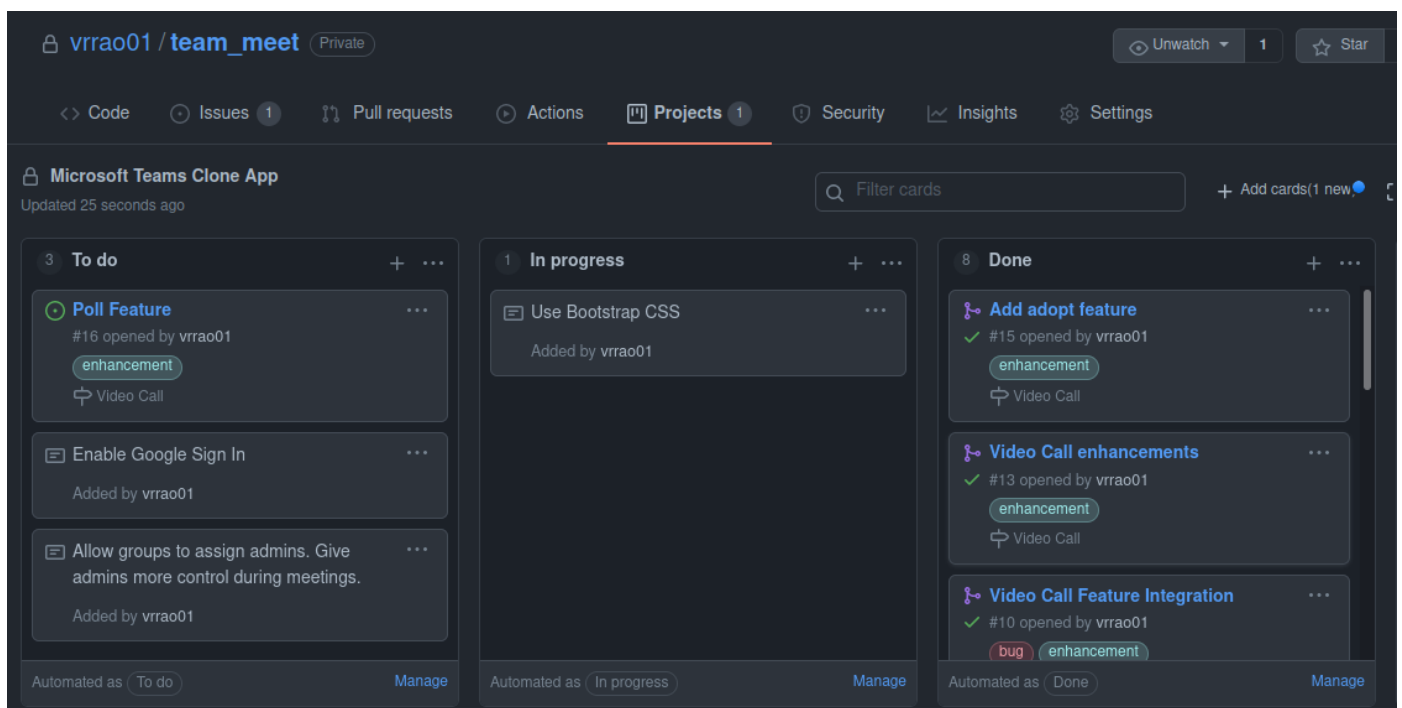 vrrao01 / team_meet Private
Unwatch 1 Star
Code Issues 1 Pull requests Actions Projects 1 Security Insights Settings
Microsoft Teams Clone App
Updated 25 seconds ago
Filter cards
Add cards(1 new
3 To do
Poll Feature
#16 opened by vrrao01
enhancement
Video Call
Enable Google Sign In
Added by vrrao01
Allow groups to assign admins. Give
admins more control during meetings.
Added by vrrao01
Automated as To do Manage
1 In progress
Use Bootstrap CSS
Added by vrrao01
Automated as In progress Manage
8 Done
Add adopt feature
#15 opened by vrrao01
enhancement
Video Call
Video Call enhancements
#13 opened by vrrao01
enhancement
Video Call
Video Call Feature Integration
#10 opened by vrrao01
bug enhancement
Automated as Done Manage